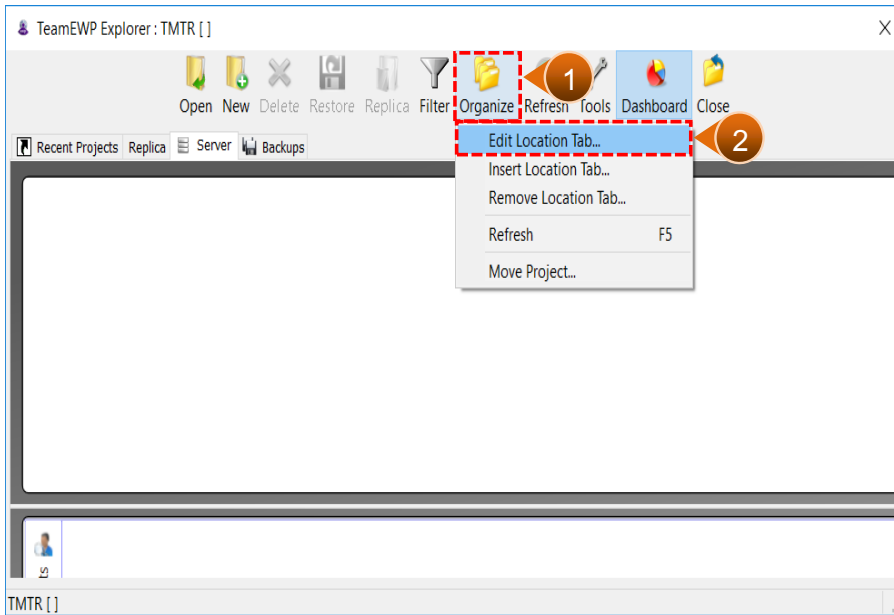 TeamEWP Explorer : TMTR [ ]
X
1
Open New Delete Restore Replica Filter Organize Refresh Tools Dashboard Close
Recent Projects Replica Server Backups
Edit Location Tab...
2
Insert Location Tab...
Remove Location Tab...
Refresh F5
Move Project...
ts
TMTR [ ]